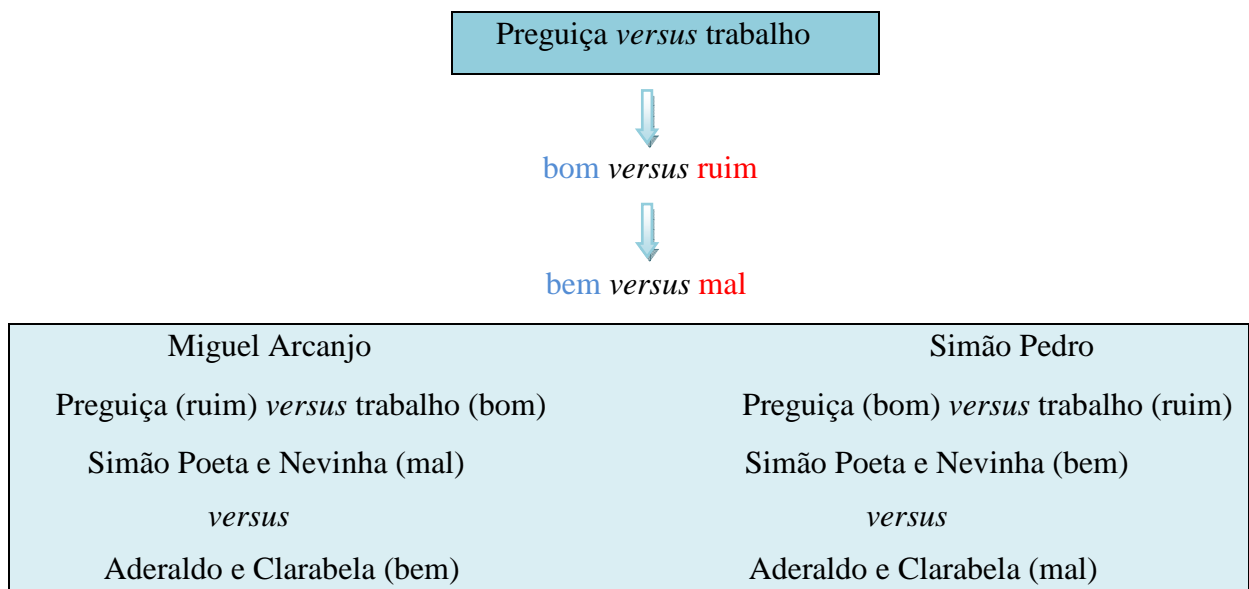 Preguiça versus trabalho
bom versus ruim
bem versus mal
Miguel Arcanjo
Preguiça (ruim) versus trabalho (bom)
Simão Poeta e Nevinha (mal)
versus
Aderaldo e Clarabela (bem)
Simão Pedro
Preguiça (bom) versus trabalho (ruim)
Simão Poeta e Nevinha (bem)
versus
Aderaldo e Clarabela (mal)